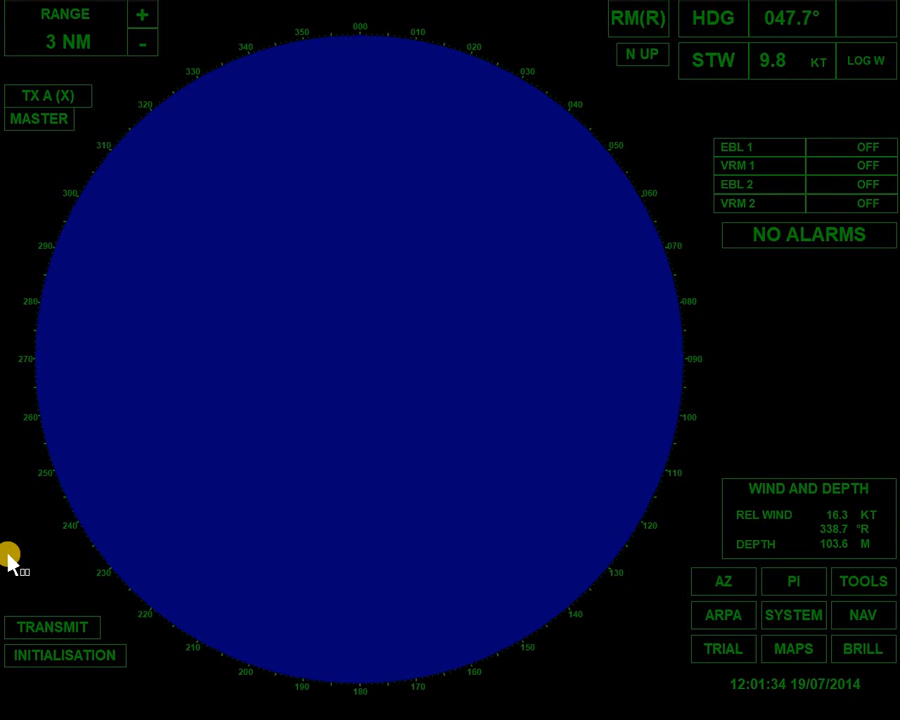 RANGE
+
3 NM
-
TX A (X)
MASTER
RM(R)
N UP
HDG 047.7°
STW 9.8 KT LOG W
000
010
020
030
040
050
060
070
080
090
100
110
120
130
140
150
160
170
180
190
200
210
220
230
240
250
260
270
280
290
300
310
320
330
340
350
EBL 1 OFF
VRM 1 OFF
EBL 2 OFF
VRM 2 OFF
NO ALARMS
WIND AND DEPTH
REL WIND 16.3 KT
338.7 °R
DEPTH 103.6 M
AZ PI TOOLS
ARPA SYSTEM NAV
TRIAL MAPS BRILL
TRANSMIT
INITIALISATION
12:01:34 19/07/2014